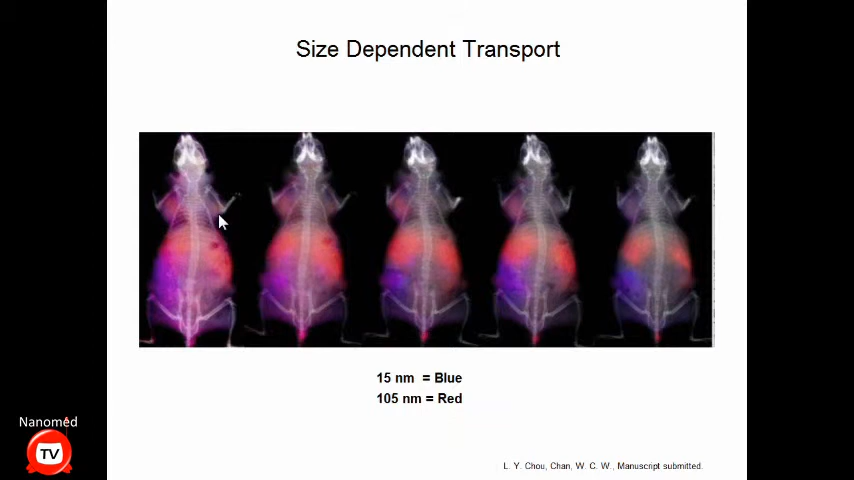 Size Dependent Transport
15 nm = Blue
105 nm = Red
Nanomed
TV
L. Y. Chou, Chan, W. C. W., Manuscript submitted.